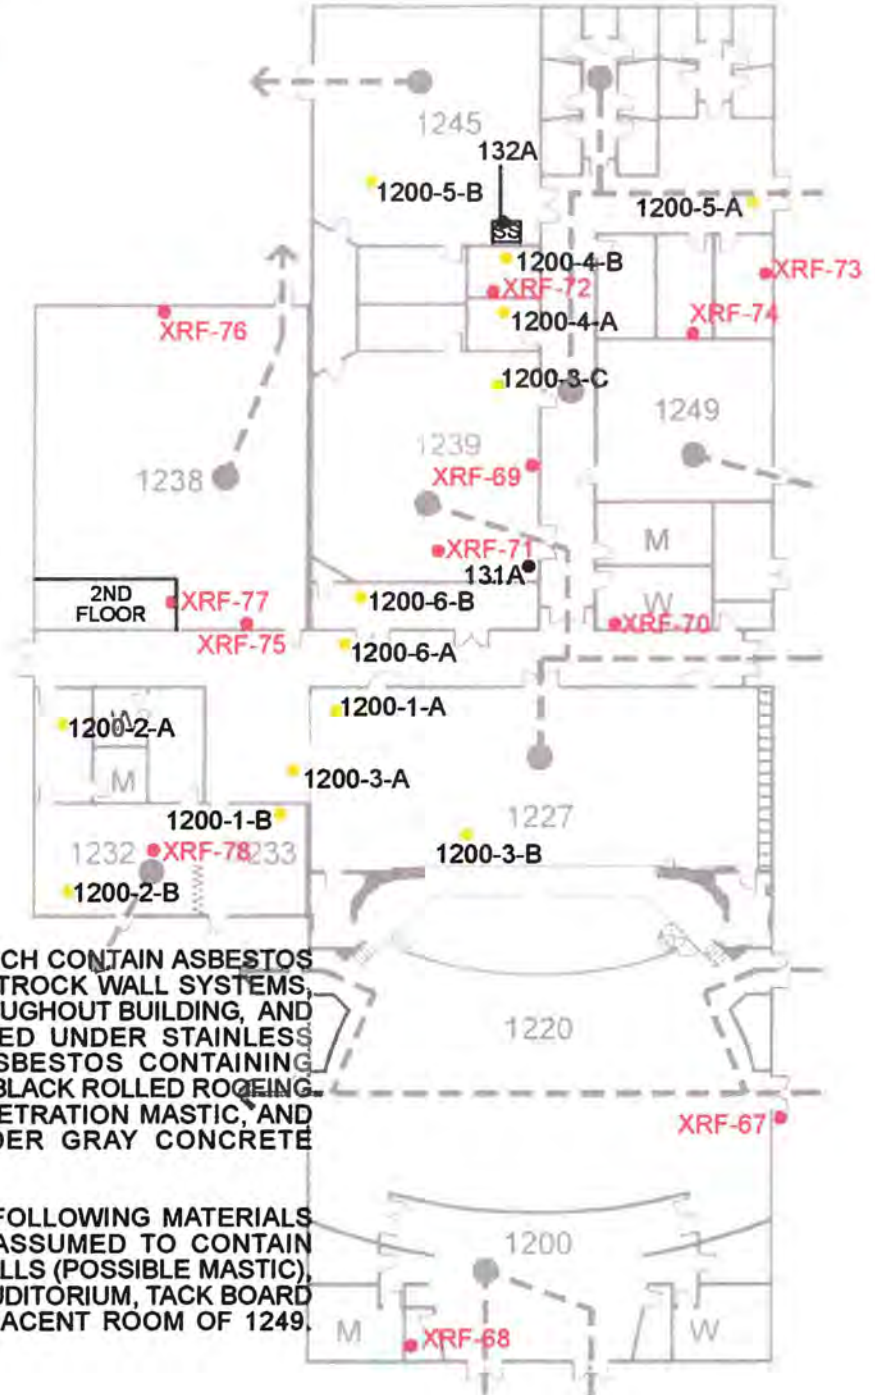 1245
132A
1200-5-B
1200-5-A
SS
1200-4-B
XRF-73
XRF-72
XRF-76
1200-4-A
XRF-74
1200-3-C
1249
1239
XRF-69
1238
M
XRF-71
131A
2ND
FLOOR
XRF-77
1200-6-B
W
XRF-70
XRF-75
1200-6-A
1200-1-A
W
1200-2-A
M
1200-3-A
1200-1-B
1227
1232
XRF-78
1233
1200-3-B
1200-2-B
CH CONTAIN ASBESTOS
TROCK WALL SYSTEMS,
UGHOUT BUILDING, AND
ED UNDER STAINLESS
SBESTOS CONTAINING
BLACK ROLLED ROOFING
ETRATION MASTIC, AND
DER GRAY CONCRETE
1220
XRF-67
FOLLOWING MATERIALS
ASSUMED TO CONTAIN
LLS (POSSIBLE MASTIC),
UDITORIUM, TACK BOARD
ACENT ROOM OF 1249.
1200
M
XRF-68
W